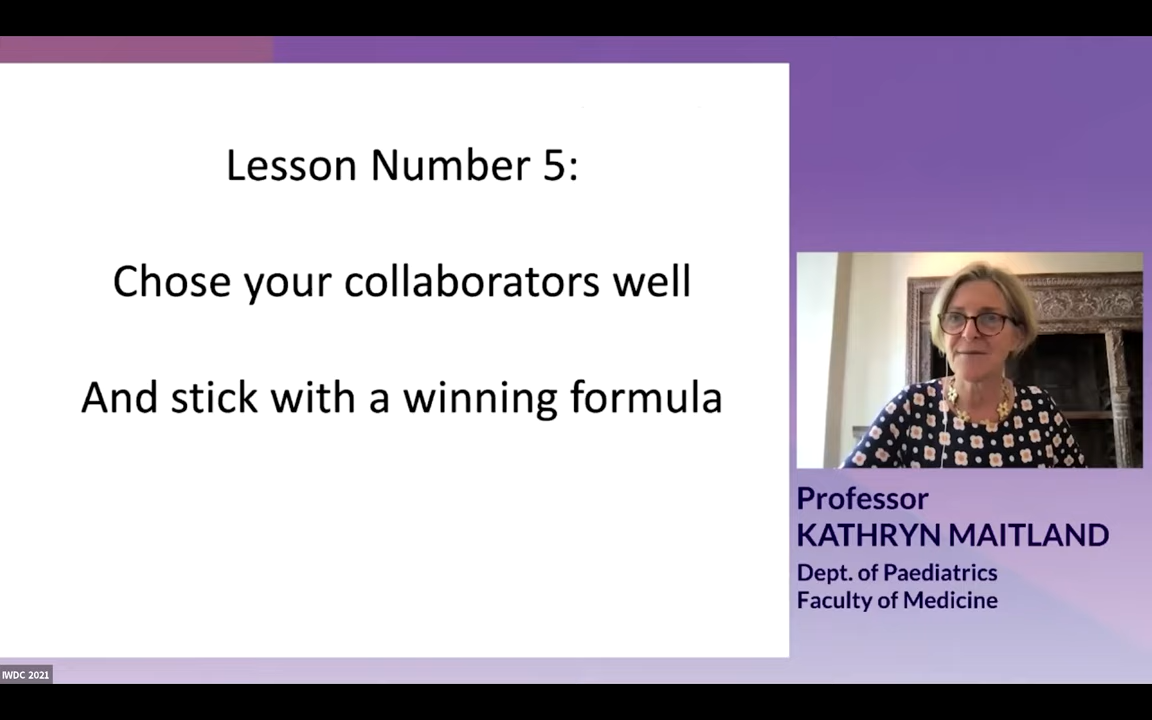 Lesson Number 5:
Chose your collaborators well
And stick with a winning formula
Professor
KATHRYN MAITLAND
Dept. of Paediatrics
Faculty of Medicine
IWDC 2021